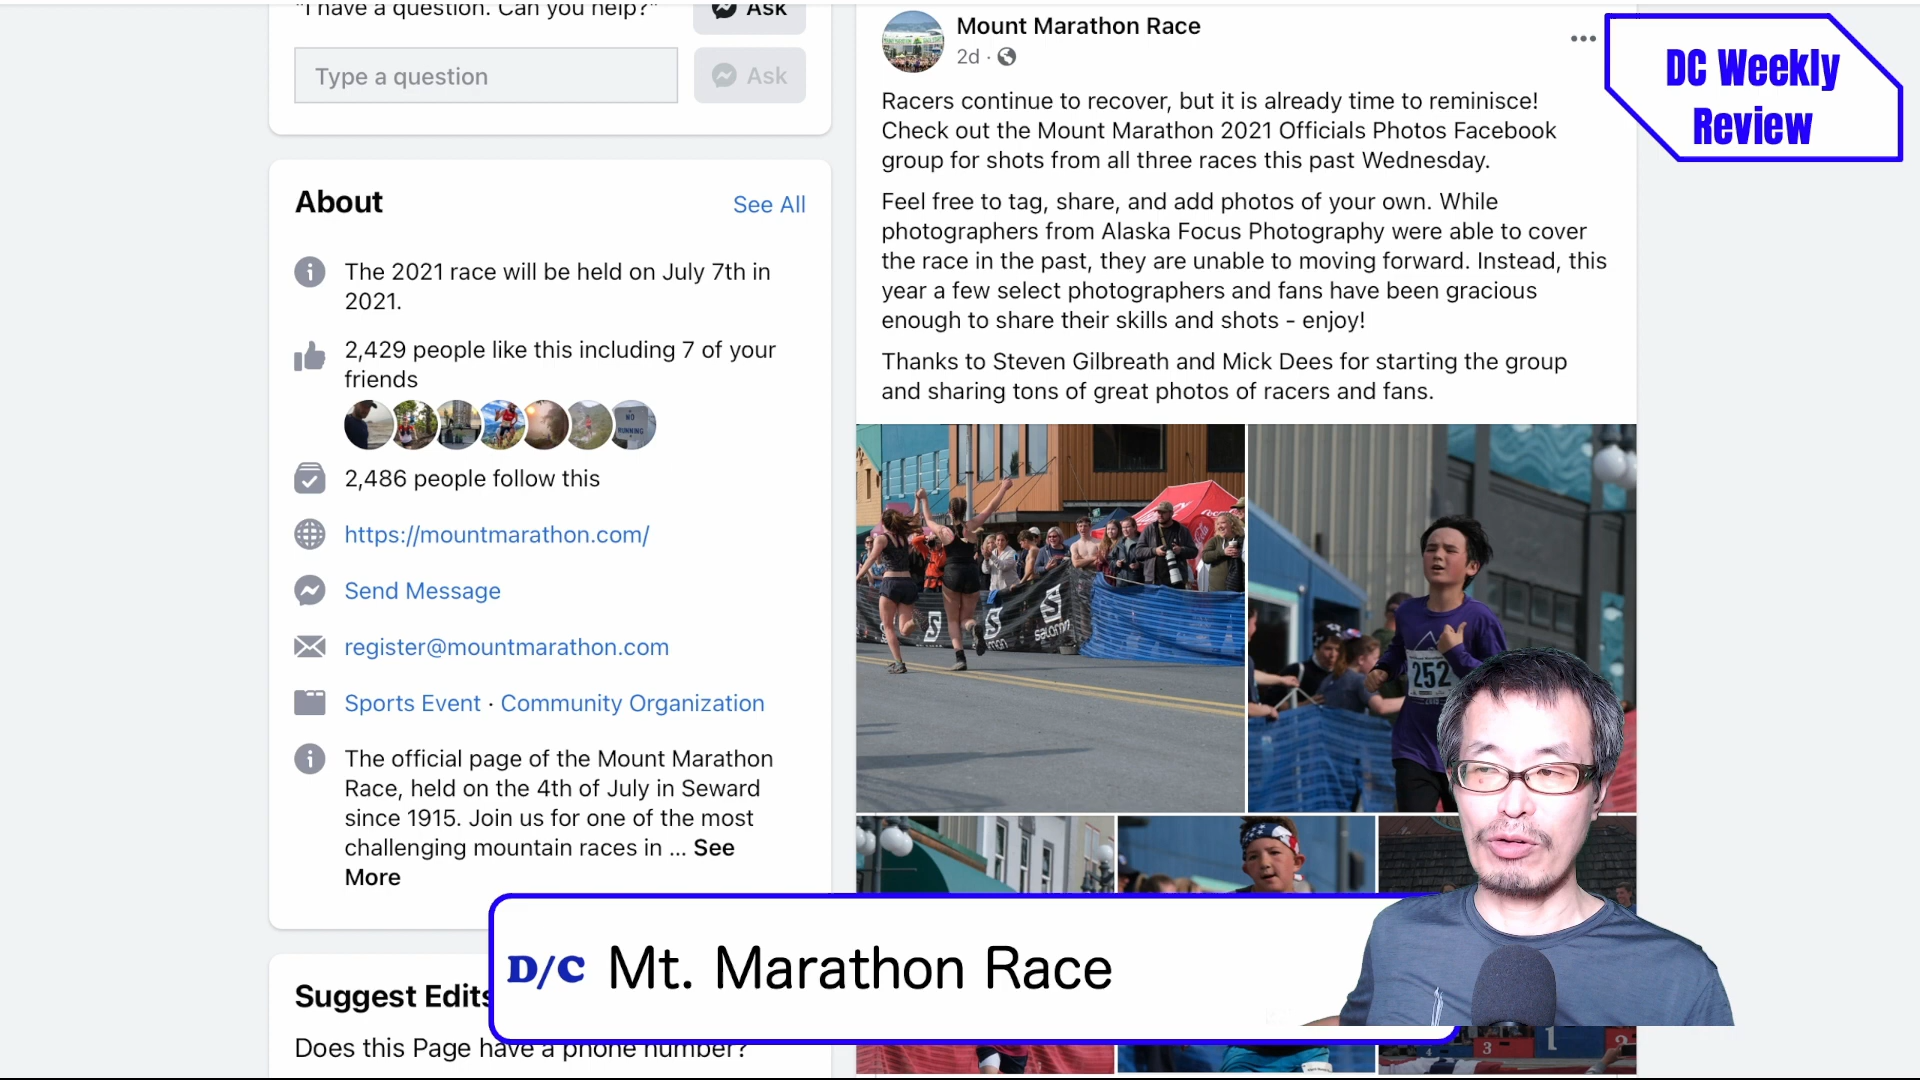 "I have a question. Can you help?"
Ask
Type a question
Ask
About
See All
The 2021 race will be held on July 7th in
2021.
2,429 people like this including 7 of your
friends
NO
RUNNING
2,486 people follow this
https://mountmarathon.com/
Send Message
register@mountmarathon.com
Sports Event · Community Organization
The official page of the Mount Marathon
Race, held on the 4th of July in Seward
since 1915. Join us for one of the most
challenging mountain races in ... See
More
Suggest Edits
Does this Page have a phone number?
Mount Marathon Race
2d ·
Racers continue to recover, but it is already time to reminisce!
Check out the Mount Marathon 2021 Officials Photos Facebook
group for shots from all three races this past Wednesday.
Feel free to tag, share, and add photos of your own. While
photographers from Alaska Focus Photography were able to cover
the race in the past, they are unable to moving forward. Instead, this
year a few select photographers and fans have been gracious
enough to share their skills and shots - enjoy!
Thanks to Steven Gilbreath and Mick Dees for starting the group
and sharing tons of great photos of racers and fans.
salomon
252
3
1
DC Weekly
Review
D/C Mt. Marathon Race